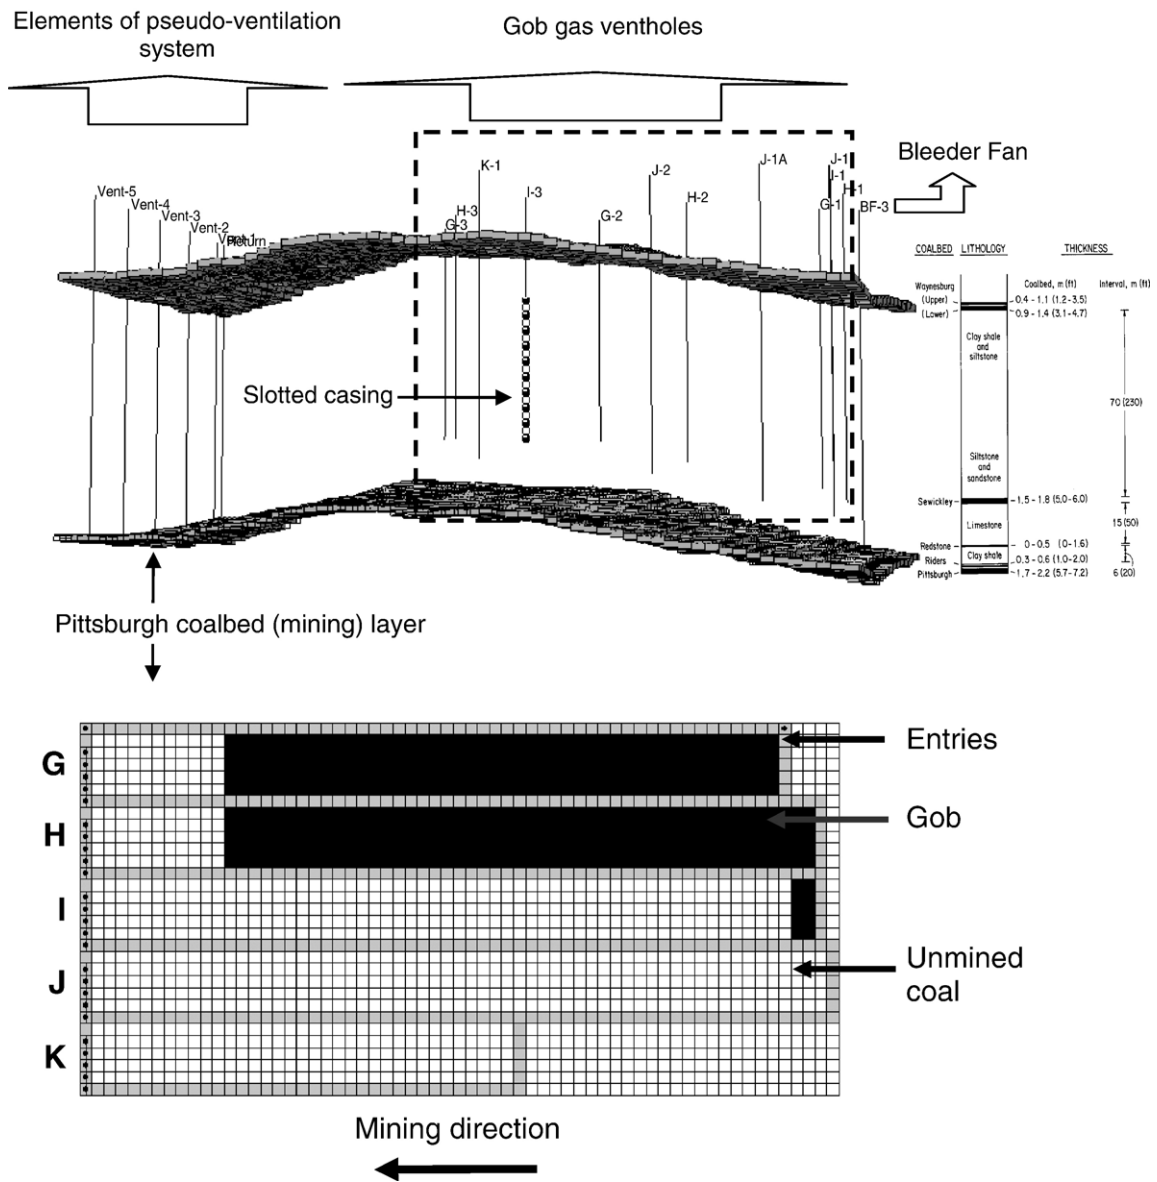 Elements of pseudo-ventilation
system
Gob gas ventholes
Bleeder Fan
Vent-5
Vent-4
Vent-3
Vent-2
Vent-1
Return
G-3
H-3
K-1
I-3
G-2
J-2
H-2
J-1A
J-1
I-1
H-1
G-1
BF-3
Slotted casing
COALBED LITHOLOGY THICKNESS
Coalbed, m (ft) Interval, m (ft)
Waynesburg
(Upper) 0.4 - 1.1 (1.2-3.5)
(Lower) 0.9 - 1.4 (3.1-4.7)
Clay shale
and
siltstone
70 (230)
Siltstone
and
sandstone
Sewickley 1.5 - 1.8 (5.0-6.0)
Limestone 15 (50)
Redstone 0 - 0.5 (0-1.6)
Riders Clay shale 0.3 - 0.6 (1.0-2.0)
Pittsburgh 1.7 - 2.2 (5.7-7.2) 6 (20)
Pittsburgh coalbed (mining) layer
G
Entries
H
Gob
I
Unmined
coal
J
K
Mining direction